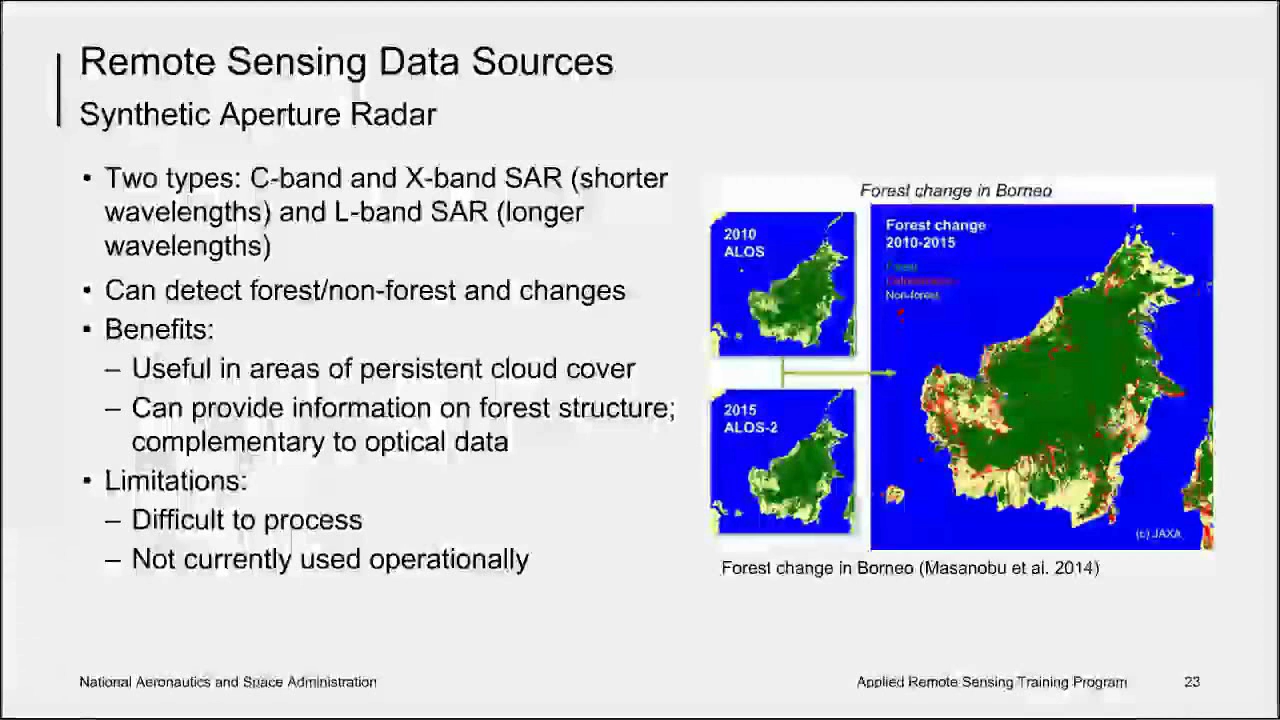 Remote Sensing Data Sources
Synthetic Aperture Radar
• Two types: C-band and X-band SAR (shorter
wavelengths) and L-band SAR (longer
wavelengths)
• Can detect forest/non-forest and changes
• Benefits:
– Useful in areas of persistent cloud cover
– Can provide information on forest structure;
complementary to optical data
• Limitations:
– Difficult to process
– Not currently used operationally
Forest change in Borneo
2010
ALOS
2015
ALOS-2
Forest change
2010-2015
Forest
Non-forest
(c) JAXA
Forest change in Borneo (Masanobu et al. 2014)
National Aeronautics and Space Administration
Applied Remote Sensing Training Program
23